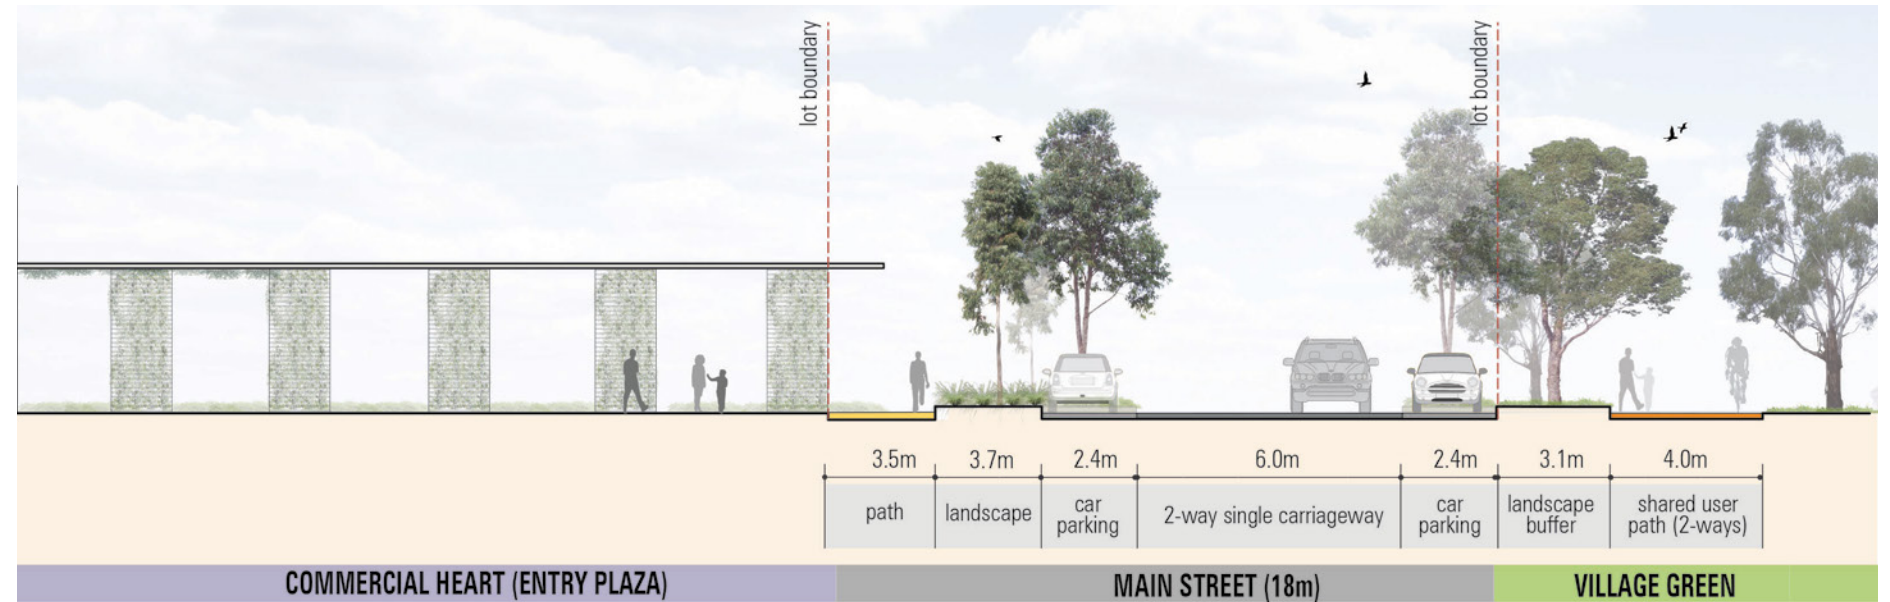 lot boundary
lot boundary
3.5m
3.7m
2.4m
6.0m
2.4m
3.1m
4.0m
path
landscape
car
parking
2-way single carriageway
car
parking
landscape
buffer
shared user
path (2-ways)
COMMERCIAL HEART (ENTRY PLAZA)
MAIN STREET (18m)
VILLAGE GREEN